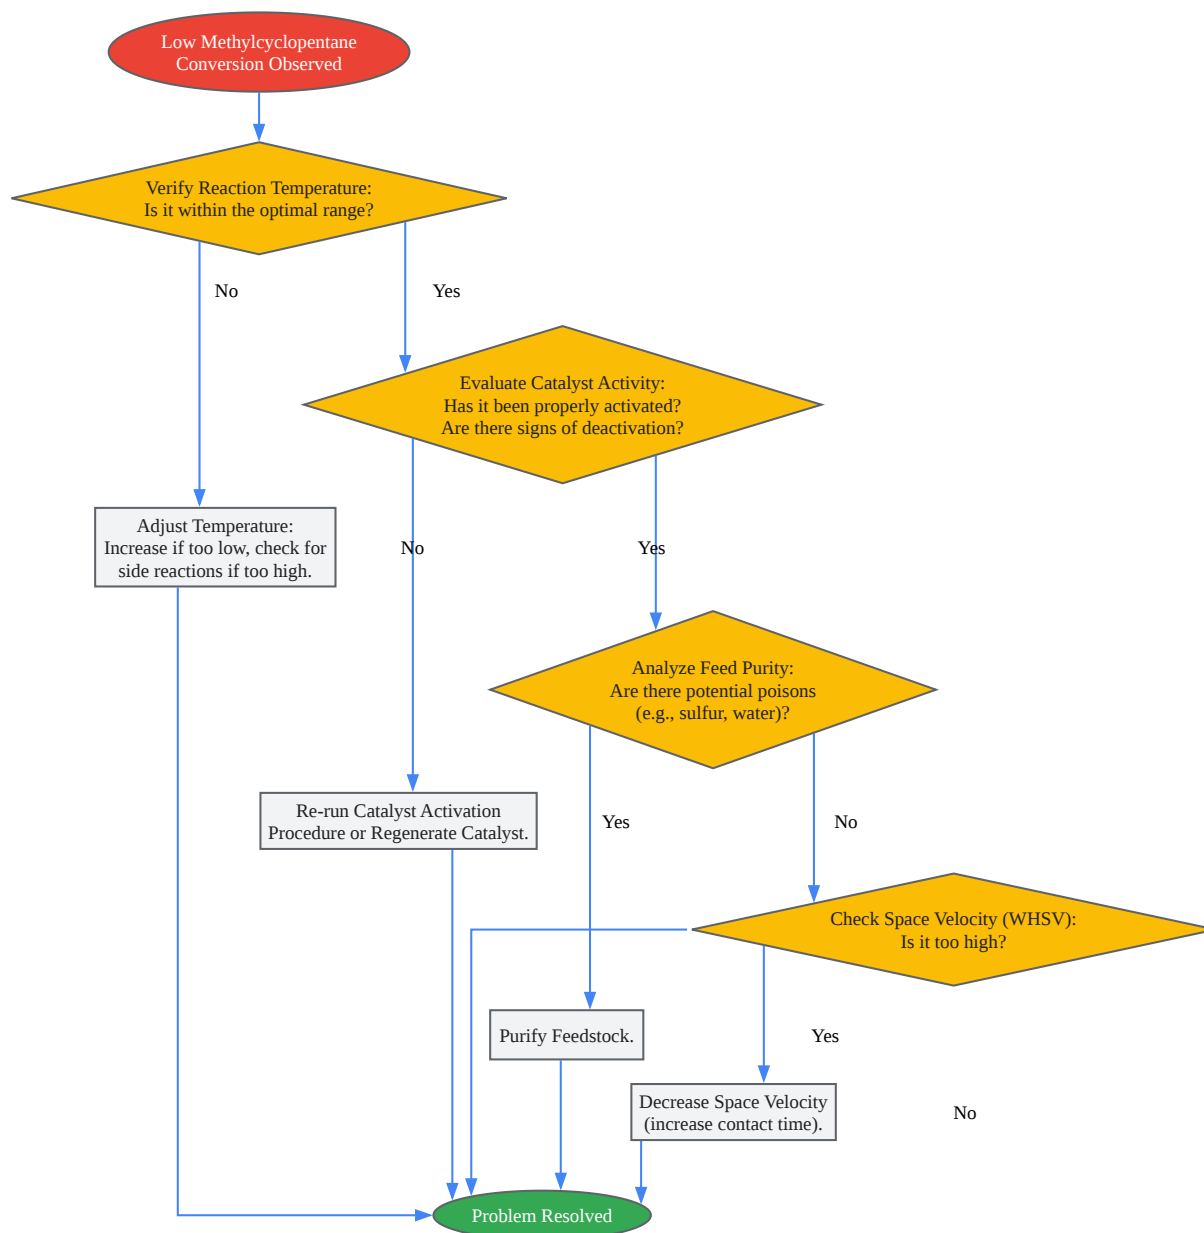 Low Methylcyclopentane
Conversion Observed
Verify Reaction Temperature:
Is it within the optimal range?
No
Yes
Evaluate Catalyst Activity:
Has it been properly activated?
Are there signs of deactivation?
Adjust Temperature:
Increase if too low, check for
side reactions if too high.
No
Yes
Analyze Feed Purity:
Are there potential poisons
(e.g., sulfur, water)?
Re-run Catalyst Activation
Procedure or Regenerate Catalyst.
Yes
No
Check Space Velocity (WHSV):
Is it too high?
Purify Feedstock.
Yes
Decrease Space Velocity
(increase contact time).
No
Problem Resolved